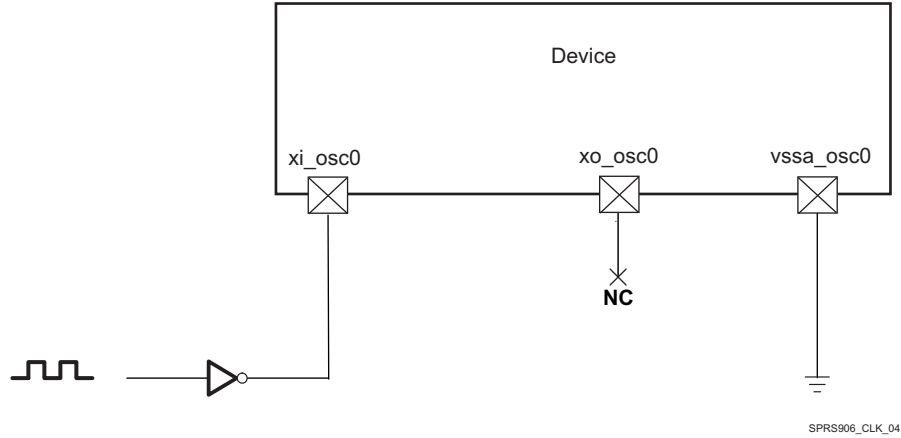 Device
xi_osc0
xo_osc0
vssa_osc0
NC
SPRS906_CLK_04